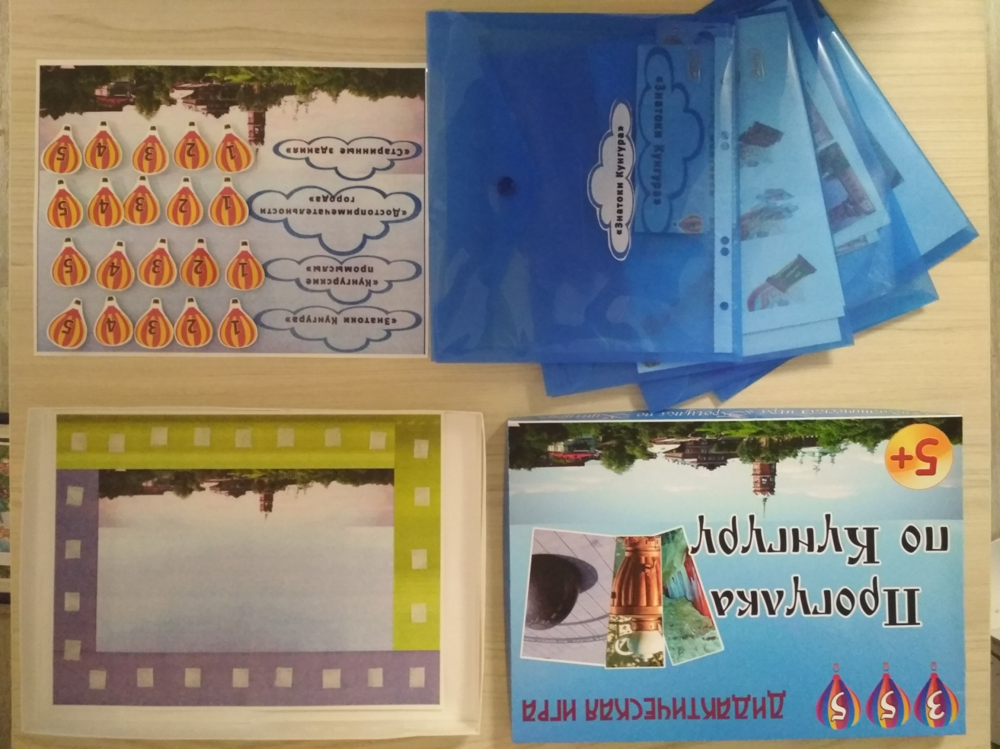 ДИДАКТИЧЕСКАЯ ИГРА
3 5 5
Прогулка
по Кунгуру
5+
Дидактическая игра «Прогулка по Кунгуру»
«Знатоки Кунгура»
1 2 3 4 5
«Кунгурские
промыслы»
1 2 3 4 5
«Достопримечательности
города»
1 2 3 4 5
«Старинные здания»
1 2 3 4 5
«Знатоки Кунгура»
«Знатоки Кунгура»